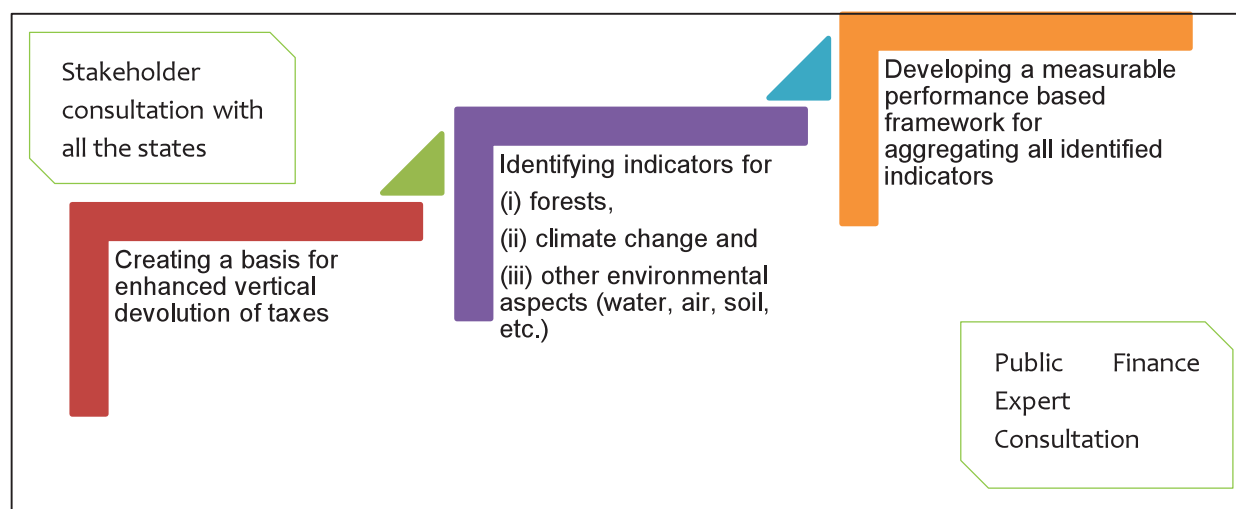 Stakeholder
consultation with
all the states
Creating a basis for
enhanced vertical
devolution of taxes
Identifying indicators for
(i) forests,
(ii) climate change and
(iii) other environmental
aspects (water, air, soil,
etc.)
Developing a measurable
performance based
framework for
aggregating all identified
indicators
Public Finance
Expert
Consultation